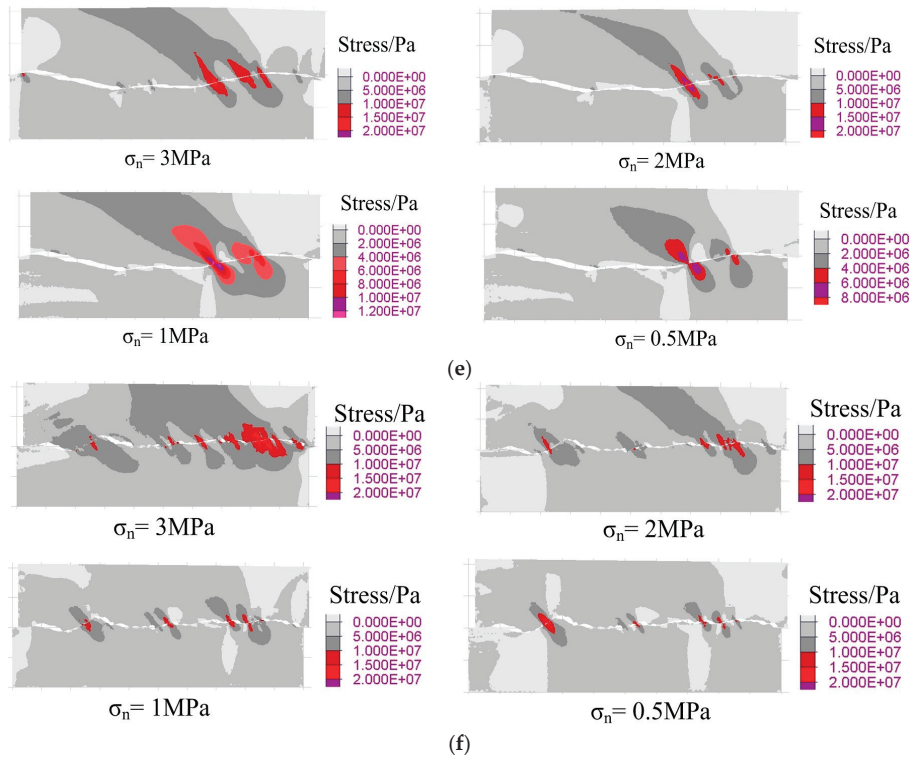 Stress/Pa
0.000E+00
5.000E+06
1.000E+07
1.500E+07
2.000E+07
σn= 3MPa
Stress/Pa
0.000E+00
5.000E+06
1.000E+07
1.500E+07
2.000E+07
σn= 2MPa
Stress/Pa
0.000E+00
2.000E+06
4.000E+06
6.000E+06
8.000E+06
1.000E+07
1.200E+07
σn= 1MPa
Stress/Pa
0.000E+00
2.000E+06
4.000E+06
6.000E+06
8.000E+06
σn= 0.5MPa
(e)
Stress/Pa
0.000E+00
5.000E+06
1.000E+07
1.500E+07
2.000E+07
σn= 3MPa
Stress/Pa
0.000E+00
5.000E+06
1.000E+07
1.500E+07
2.000E+07
σn= 2MPa
Stress/Pa
0.000E+00
5.000E+06
1.000E+07
1.500E+07
2.000E+07
σn= 1MPa
Stress/Pa
0.000E+00
5.000E+06
1.000E+07
1.500E+07
2.000E+07
σn= 0.5MPa
(f)